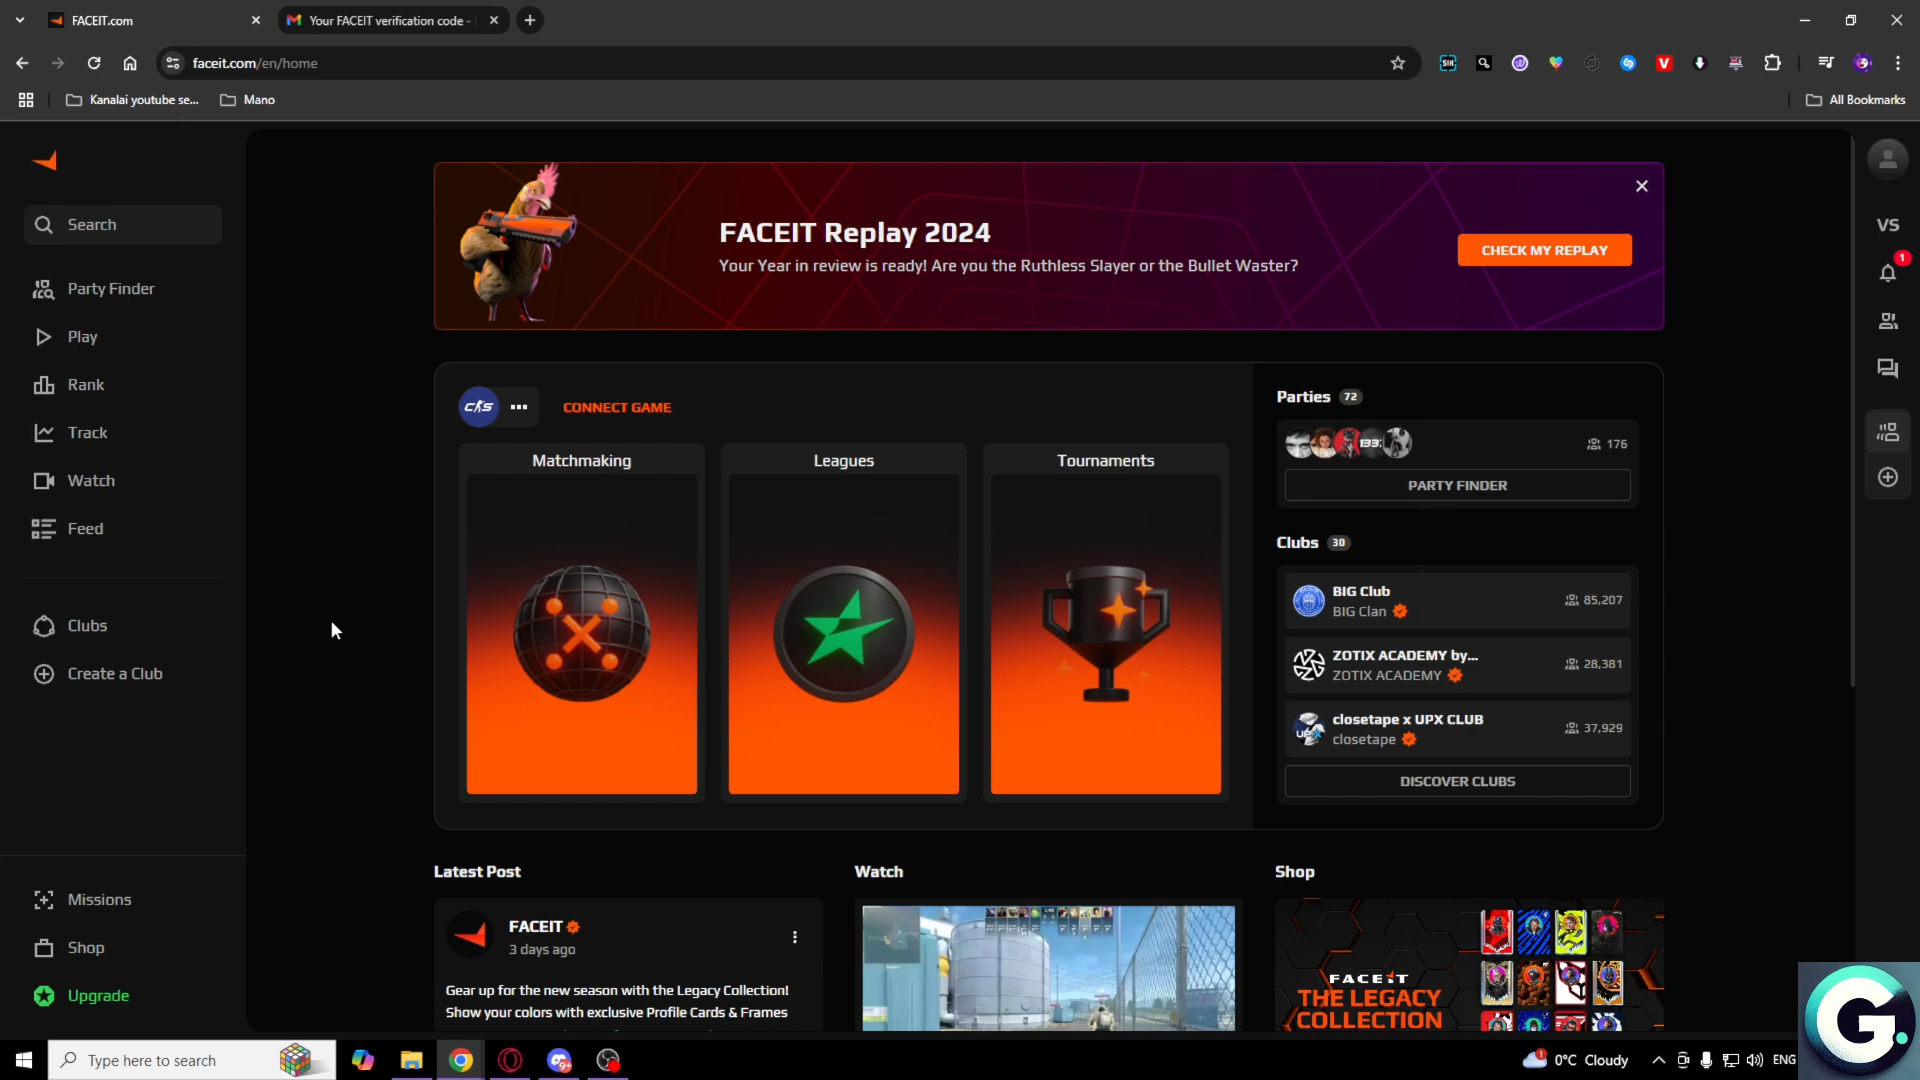 FACEIT.com
Your FACEIT verification code -
faceit.com/en/home
Kanalai youtube se...
Mano
All Bookmarks
Search
Party Finder
Play
Rank
Track
Watch
Feed
Clubs
Create a Club
Missions
Shop
Upgrade
FACEIT Replay 2024
Your Year in review is ready! Are you the Ruthless Slayer or the Bullet Waster?
CHECK MY REPLAY
CONNECT GAME
Matchmaking
Leagues
Tournaments
Parties 72
176
PARTY FINDER
Clubs 30
BIG Club
BIG Clan
85,207
ZOTIX ACADEMY by...
ZOTIX ACADEMY
28,381
closetape x UPX CLUB
closetape
37,929
DISCOVER CLUBS
VS
1
Latest Post
FACEIT
3 days ago
Gear up for the new season with the Legacy Collection!
Show your colors with exclusive Profile Cards & Frames
Watch
Shop
FACEIT
THE LEGACY
COLLECTION
Type here to search
0°C Cloudy
ENG